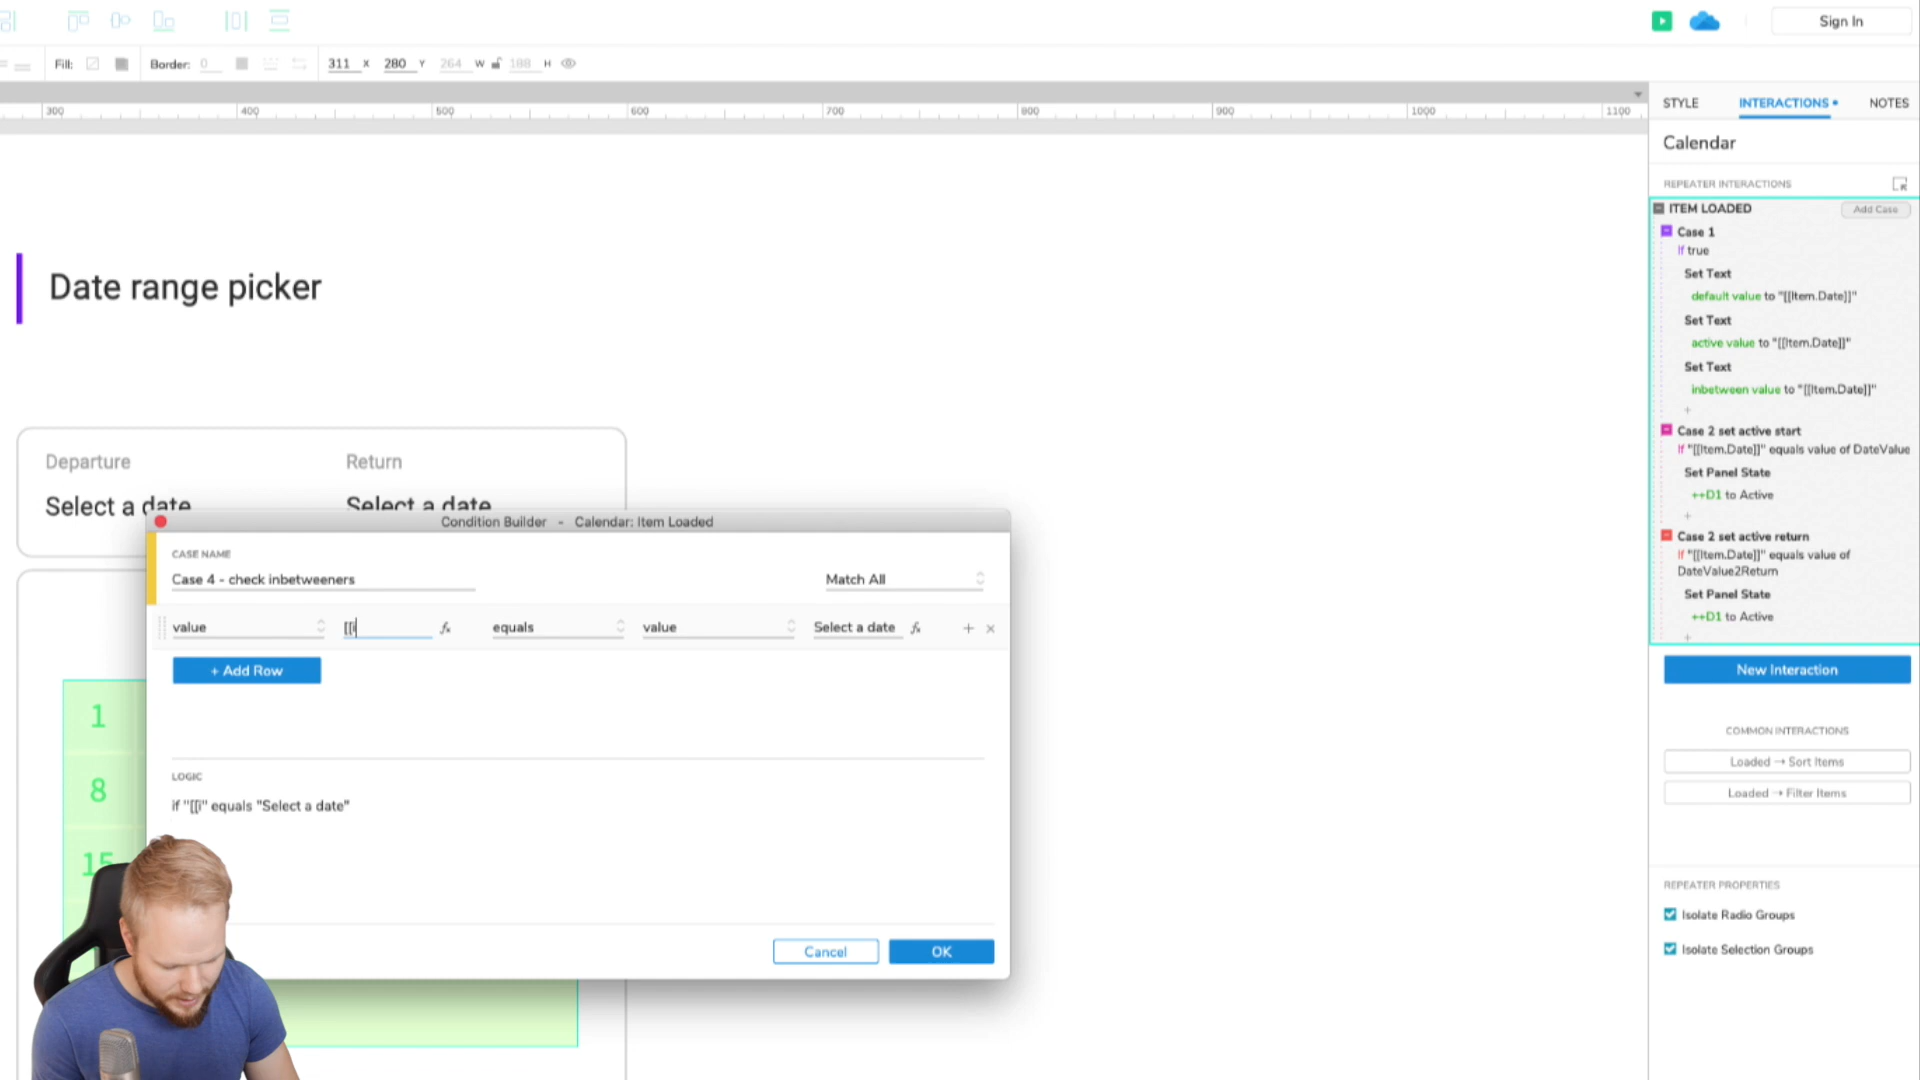 Sign In
Fill:
Border: 0
311 X 280 Y 264 W 188 H
300 400 500 600 700 800 900 1000 1100
STYLE INTERACTIONS NOTES
Calendar
REPEATER INTERACTIONS
ITEM LOADED
Add Case
Case 1
If true
Set Text
default value to "[[Item.Date]]"
Set Text
active value to "[[Item.Date]]"
Set Text
inbetween value to "[[Item.Date]]"
+
Case 2 set active start
If "[[Item.Date]]" equals value of DateValue
Set Panel State
++D1 to Active
+
Case 2 set active return
If "[[Item.Date]]" equals value of
DateValue2Return
Set Panel State
++D1 to Active
+
New Interaction
COMMON INTERACTIONS
Loaded → Sort Items
Loaded → Filter Items
REPEATER PROPERTIES
Isolate Radio Groups
Isolate Selection Groups
Date range picker
Departure Return
Select a date Select a date
Condition Builder - Calendar: Item Loaded
CASE NAME
Case 4 - check inbetweeners
Match All
value [[i fx equals value Select a date fx + ×
+ Add Row
LOGIC
if "[[i" equals "Select a date"
Cancel OK
1
8
15